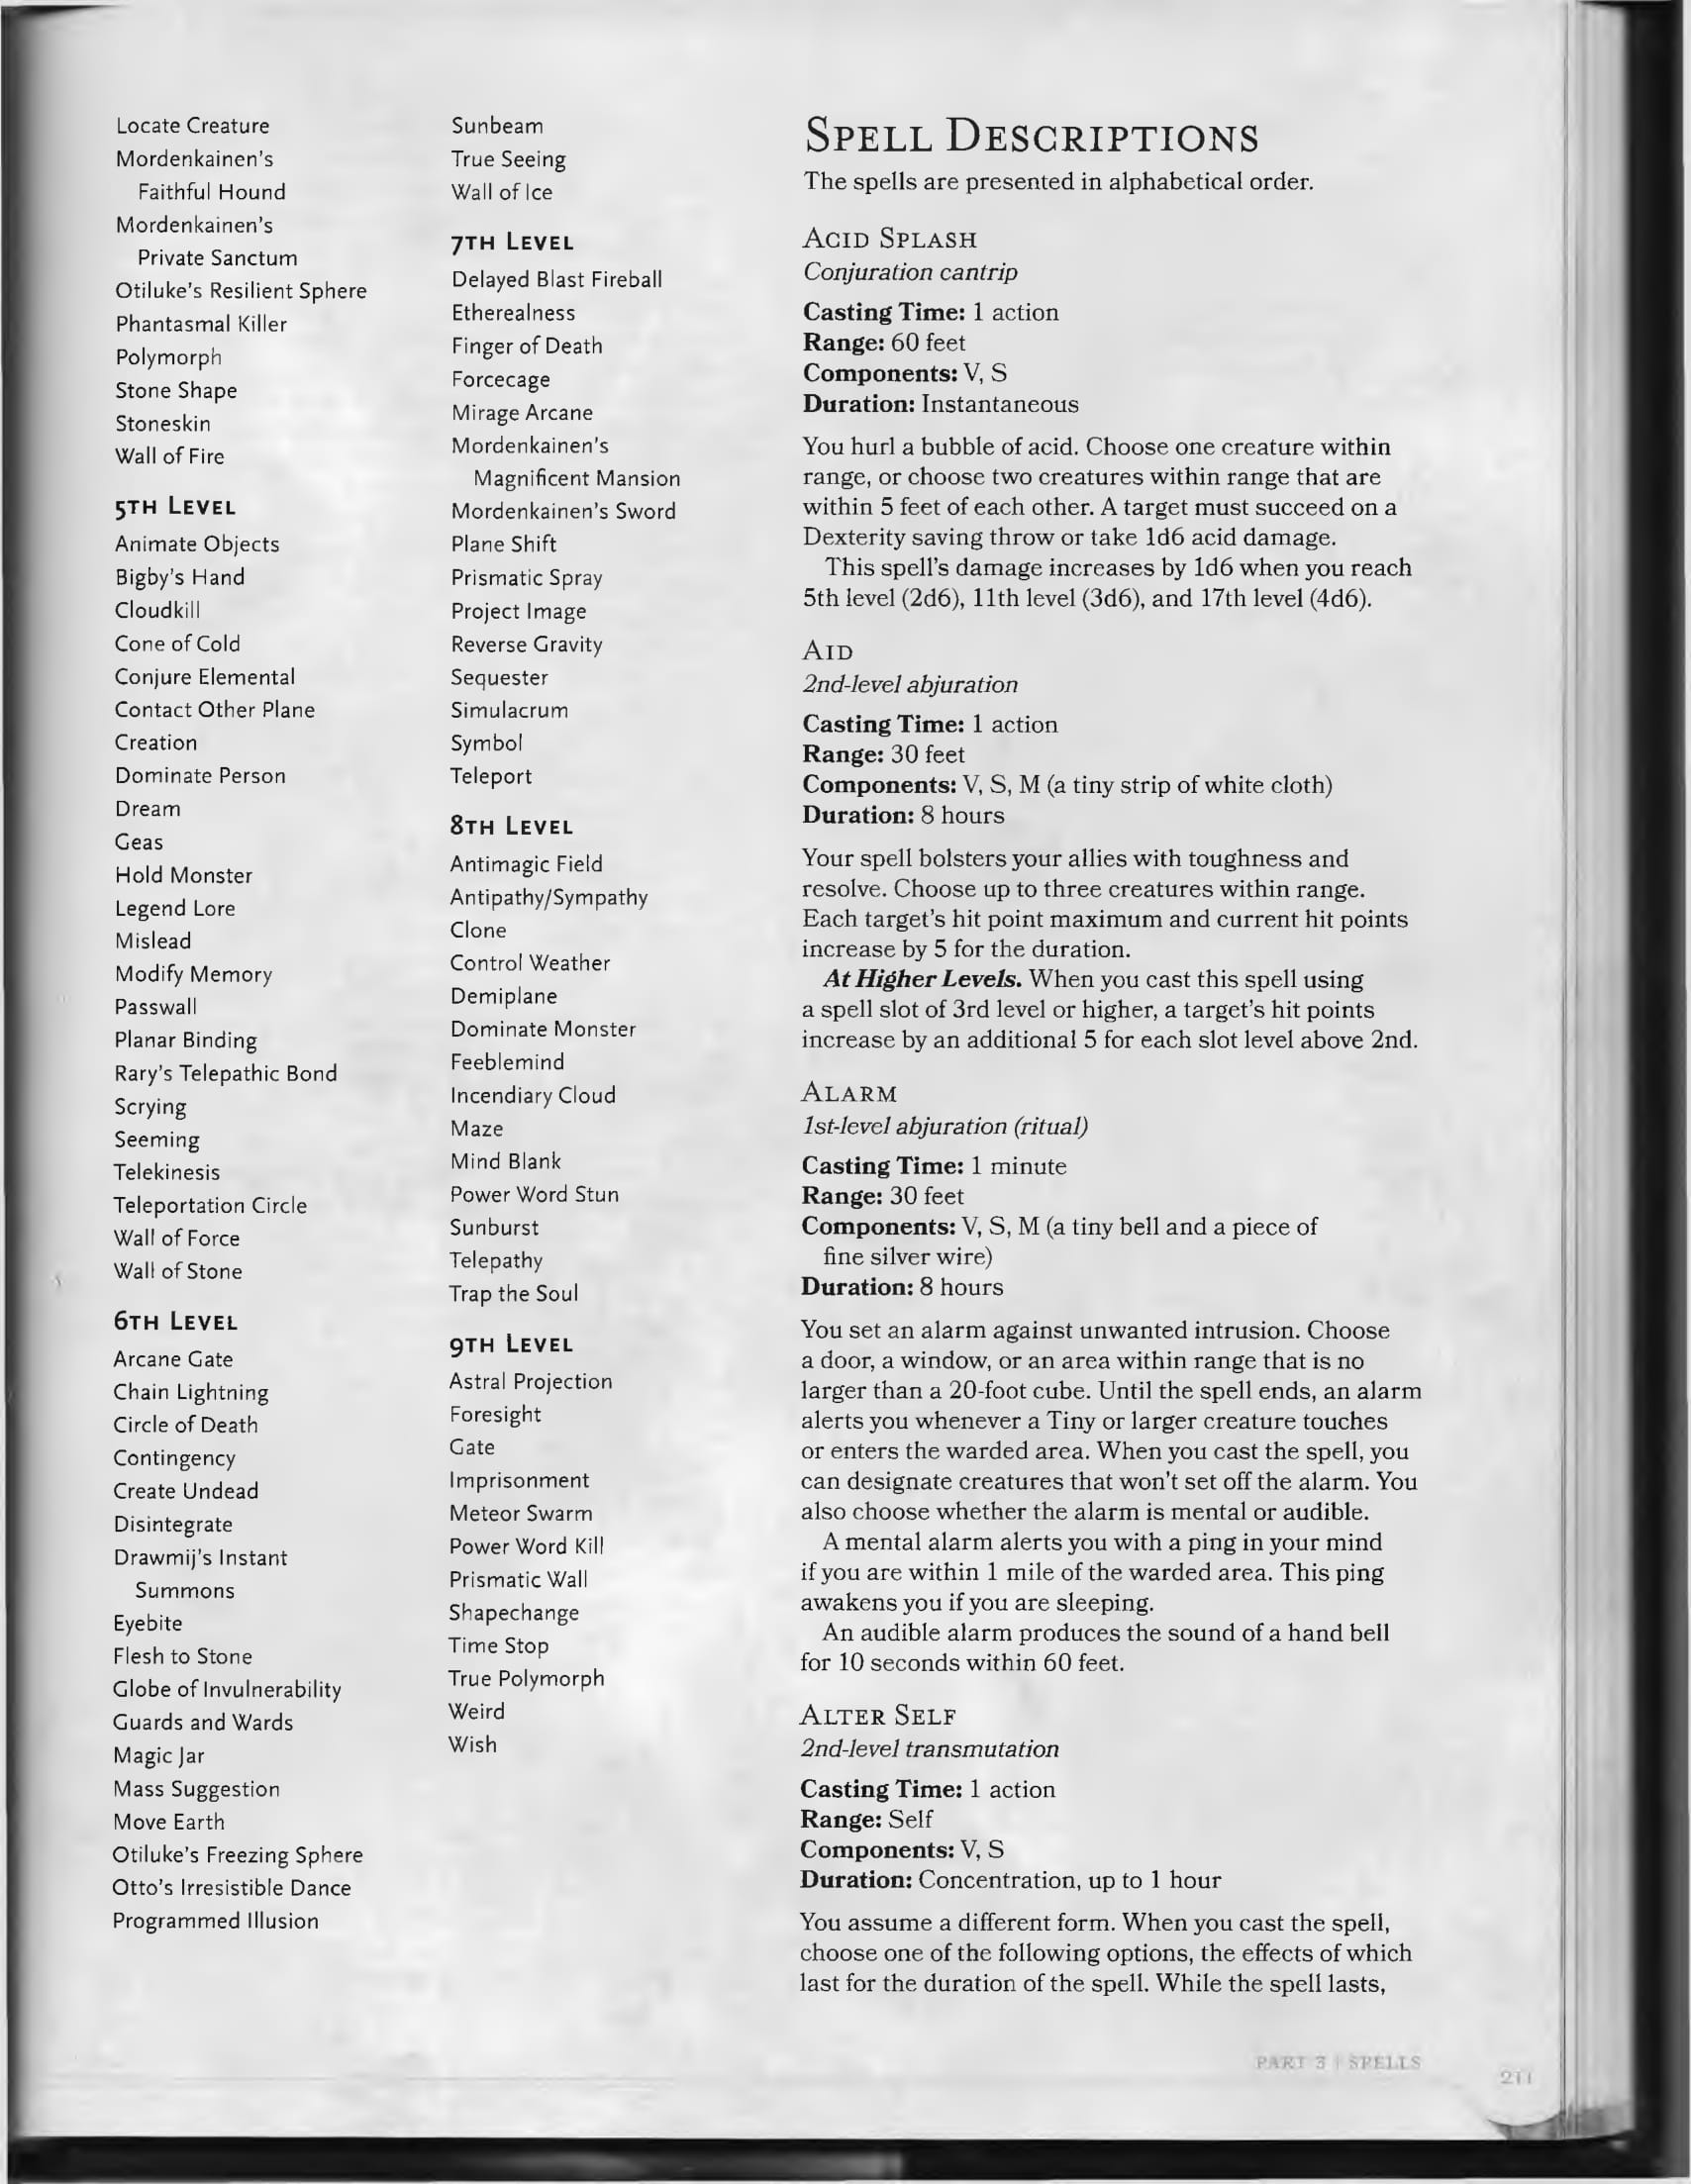 Locate Creature
Mordenkainen's
Faithful Hound
Mordenkainen's
Private Sanctum
Otiluke's Resilient Sphere
Phantasmal Killer
Polymorph
Stone Shape
Stoneskin
Wall of Fire
5TH LEVEL
Animate Objects
Bigby's Hand
Cloudkill
Cone of Cold
Conjure Elemental
Contact Other Plane
Creation
Dominate Person
Dream
Geas
Hold Monster
Legend Lore
Mislead
Modify Memory
Passwall
Planar Binding
Rary's Telepathic Bond
Scrying
Seeming
Telekinesis
Teleportation Circle
Wall of Force
Wall of Stone
6TH LEVEL
Arcane Gate
Chain Lightning
Circle of Death
Contingency
Create Undead
Disintegrate
Drawmij's Instant
Summons
Eyebite
Flesh to Stone
Globe of Invulnerability
Guards and Wards
Magic Jar
Mass Suggestion
Move Earth
Otiluke's Freezing Sphere
Otto's Irresistible Dance
Programmed Illusion
Sunbeam
True Seeing
Wall of Ice
7TH LEVEL
Delayed Blast Fireball
Etherealness
Finger of Death
Forcecage
Mirage Arcane
Mordenkainen's
Magnificent Mansion
Mordenkainen's Sword
Plane Shift
Prismatic Spray
Project Image
Reverse Gravity
Sequester
Simulacrum
Symbol
Teleport
8TH LEVEL
Antimagic Field
Antipathy/Sympathy
Clone
Control Weather
Demiplane
Dominate Monster
Feeblemind
Incendiary Cloud
Maze
Mind Blank
Power Word Stun
Sunburst
Telepathy
Trap the Soul
9TH LEVEL
Astral Projection
Foresight
Gate
Imprisonment
Meteor Swarm
Power Word Kill
Prismatic Wall
Shapechange
Time Stop
True Polymorph
Weird
Wish
SPELL DESCRIPTIONS
The spells are presented in alphabetical order.
ACID SPLASH
Conjuration cantrip
Casting Time: 1 action
Range: 60 feet
Components: V, S
Duration: Instantaneous
You hurl a bubble of acid. Choose one creature within
range, or choose two creatures within range that are
within 5 feet of each other. A target must succeed on a
Dexterity saving throw or take 1d6 acid damage.
This spell's damage increases by 1d6 when you reach
5th level (2d6), 11th level (3d6), and 17th level (4d6).
AID
2nd-level abjuration
Casting Time: 1 action
Range: 30 feet
Components: V, S, M (a tiny strip of white cloth)
Duration: 8 hours
Your spell bolsters your allies with toughness and
resolve. Choose up to three creatures within range.
Each target's hit point maximum and current hit points
increase by 5 for the duration.
At Higher Levels. When you cast this spell using
a spell slot of 3rd level or higher, a target's hit points
increase by an additional 5 for each slot level above 2nd.
ALARM
1st-level abjuration (ritual)
Casting Time: 1 minute
Range: 30 feet
Components: V, S, M (a tiny bell and a piece of
fine silver wire)
Duration: 8 hours
You set an alarm against unwanted intrusion. Choose
a door, a window, or an area within range that is no
larger than a 20-foot cube. Until the spell ends, an alarm
alerts you whenever a Tiny or larger creature touches
or enters the warded area. When you cast the spell, you
can designate creatures that won't set off the alarm. You
also choose whether the alarm is mental or audible.
A mental alarm alerts you with a ping in your mind
if you are within 1 mile of the warded area. This ping
awakens you if you are sleeping.
An audible alarm produces the sound of a hand bell
for 10 seconds within 60 feet.
ALTER SELF
2nd-level transmutation
Casting Time: 1 action
Range: Self
Components: V, S
Duration: Concentration, up to 1 hour
You assume a different form. When you cast the spell,
choose one of the following options, the effects of which
last for the duration of the spell. While the spell lasts,
PART 3 | SPELLS
211